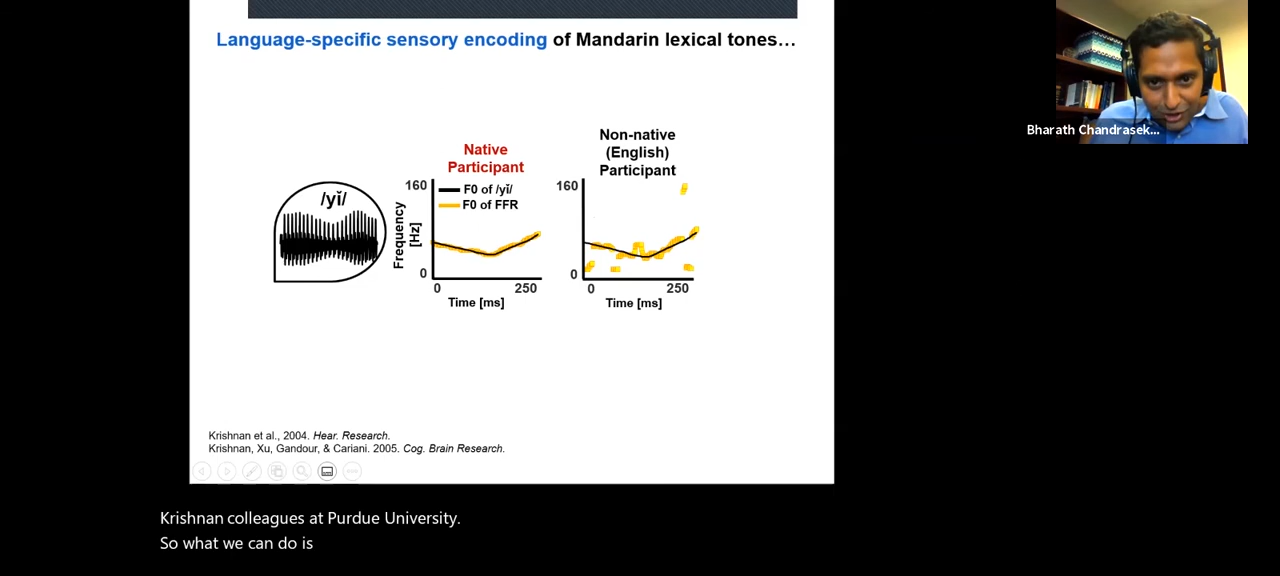 Language-specific sensory encoding of Mandarin lexical tones…
Bharath Chandrasek...
/yĭ/
Native
Participant
Frequency
[Hz]
160
0
F0 of /yĭ/
F0 of FFR
0
250
Time [ms]
Non-native
(English)
Participant
160
0
0
250
Time [ms]
Krishnan et al., 2004. Hear. Research.
Krishnan, Xu, Gandour, & Cariani. 2005. Cog. Brain Research.
Krishnan colleagues at Purdue University.
So what we can do is